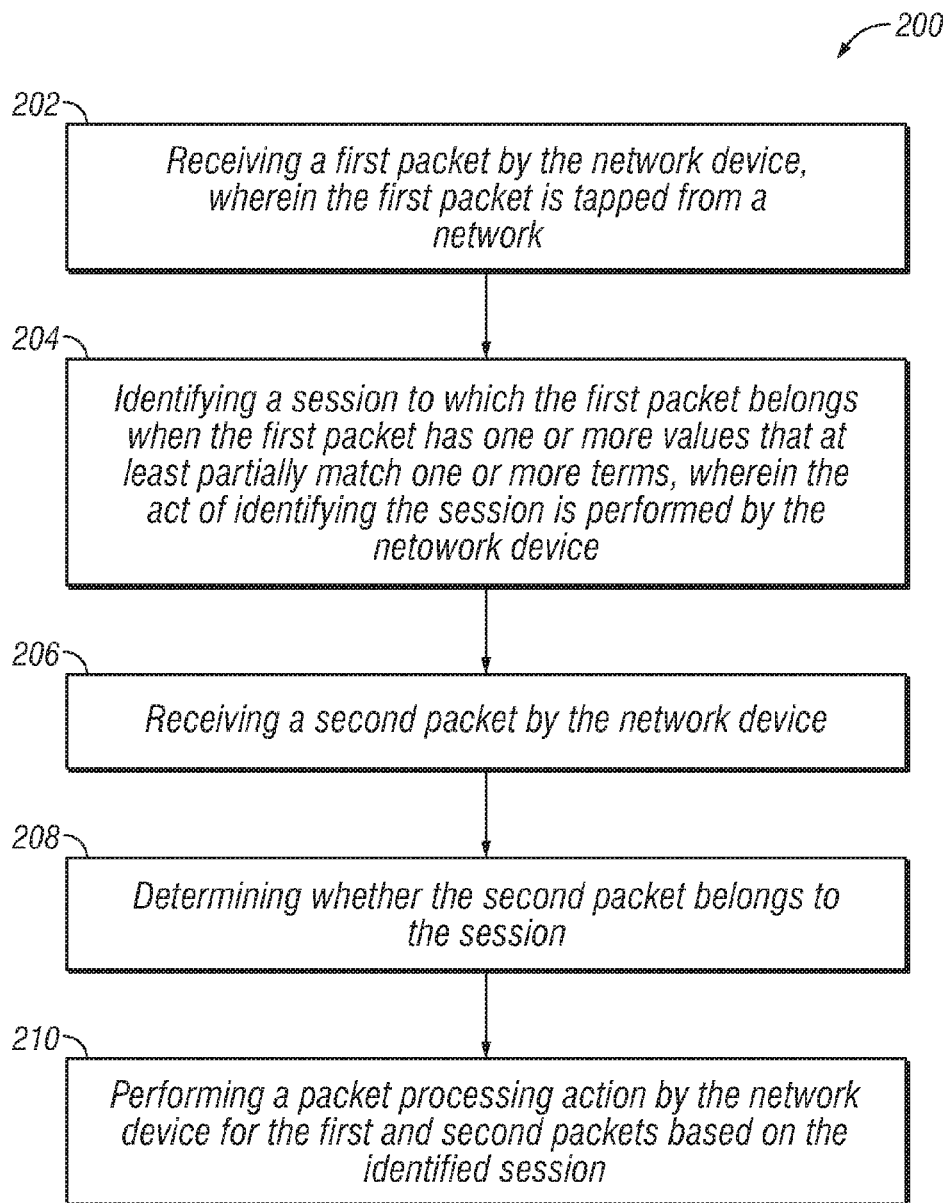 200
202
Receiving a first packet by the network device,
wherein the first packet is tapped from a
network
204
Identifying a session to which the first packet belongs
when the first packet has one or more values that at
least partially match one or more terms, wherein the
act of identifying the session is performed by the
netowork device
206
Receiving a second packet by the network device
208
Determining whether the second packet belongs to
the session
210
Performing a packet processing action by the network
device for the first and second packets based on the
identified session